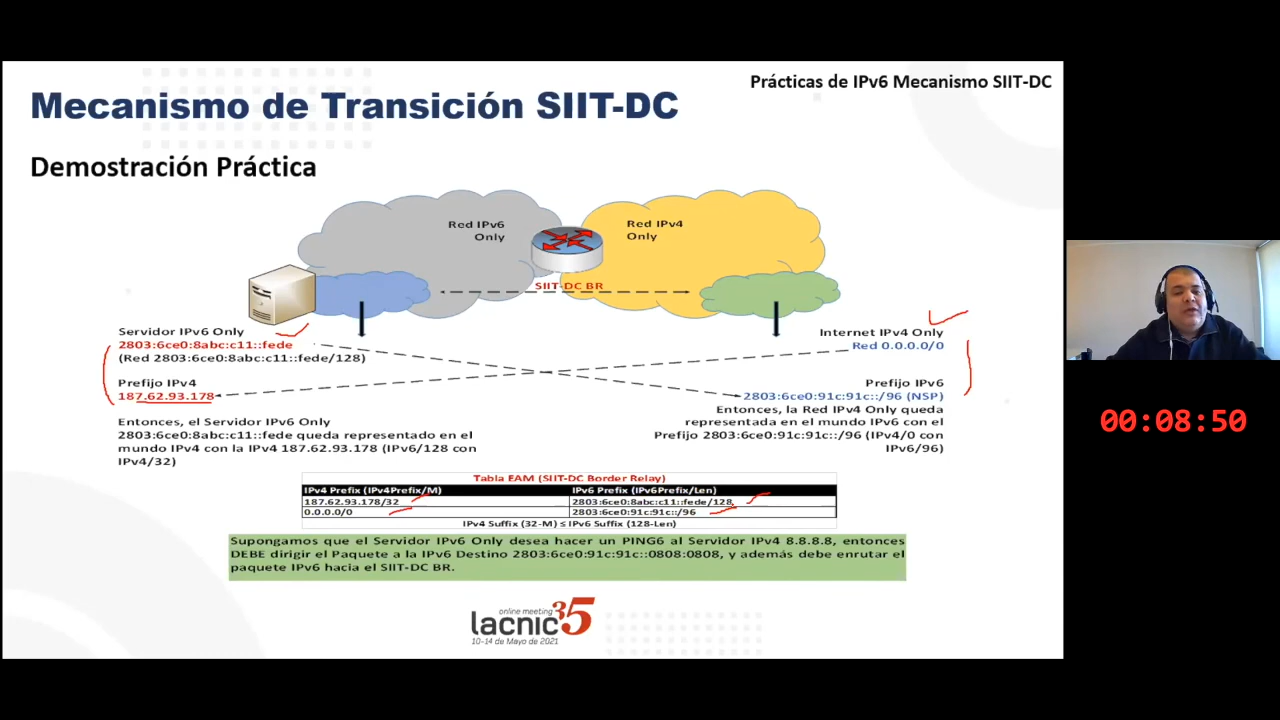 Prácticas de IPv6 Mecanismo SIIT-DC
Mecanismo de Transición SIIT-DC
Demostración Práctica
Red IPv6
Only
Red IPv4
Only
SIIT-DC BR
Servidor IPv6 Only
2803:6ce0:8abc:c11::fede
(Red 2803:6ce0:8abc:c11::fede/128)
Prefijo IPv4
187.62.93.178
Entonces, el Servidor IPv6 Only
2803:6ce0:8abc:c11::fede queda representado en el
mundo IPv4 con la IPv4 187.62.93.178 (IPv6/128 con
IPv4/32)
Internet IPv4 Only
Red 0.0.0.0/0
Prefijo IPv6
2803:6ce0:91c:91c::/96 (NSP)
Entonces, la Red IPv4 Only queda
representada en el mundo IPv6 con el
Prefijo 2803:6ce0:91c:91c::/96 (IPv4/0 con
IPv6/96)
Tabla EAM (SIIT-DC Border Relay)
IPv4 Prefix (IPv4Prefix/M) IPv6 Prefix (IPv6Prefix/Len)
187.62.93.178/32 2803:6ce0:8abc:c11::fede/128
0.0.0.0/0 2803:6ce0:91c:91c::/96
IPv4 Suffix (32-M) ≤ IPv6 Suffix (128-Len)
Supongamos que el Servidor IPv6 Only desea hacer un PING6 al Servidor IPv4 8.8.8.8, entonces
DEBE dirigir el Paquete a la IPv6 Destino 2803:6ce0:91c:91c::0808:0808, y además debe enrutar el
paquete IPv6 hacia el SIIT-DC BR.
online meeting
lacnic35
10-14 de Mayo de 2021
00:08:50